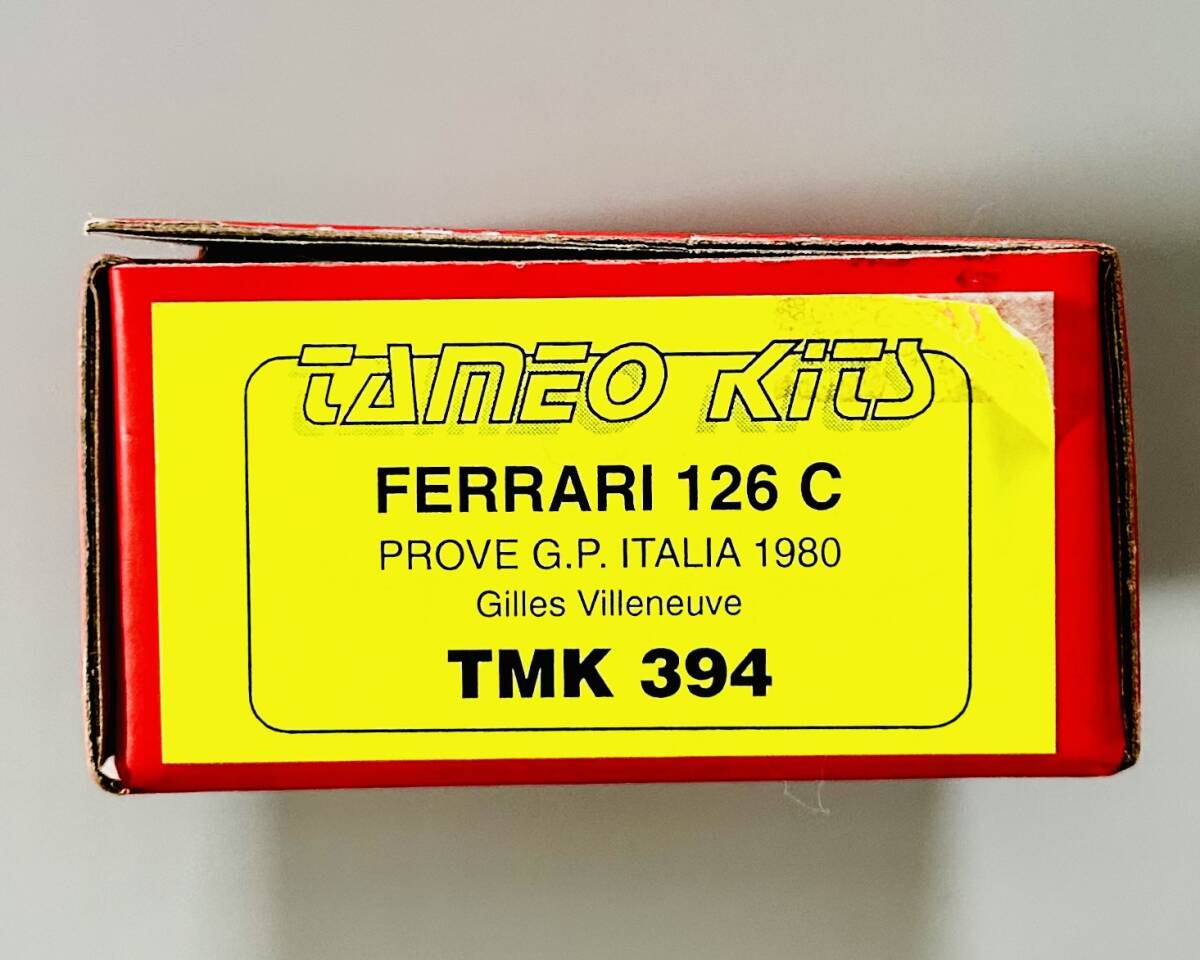 TAMEO KiTS
FERRARI 126 C
PROVE G.P. ITALIA 1980
Gilles Villeneuve
TMK 394